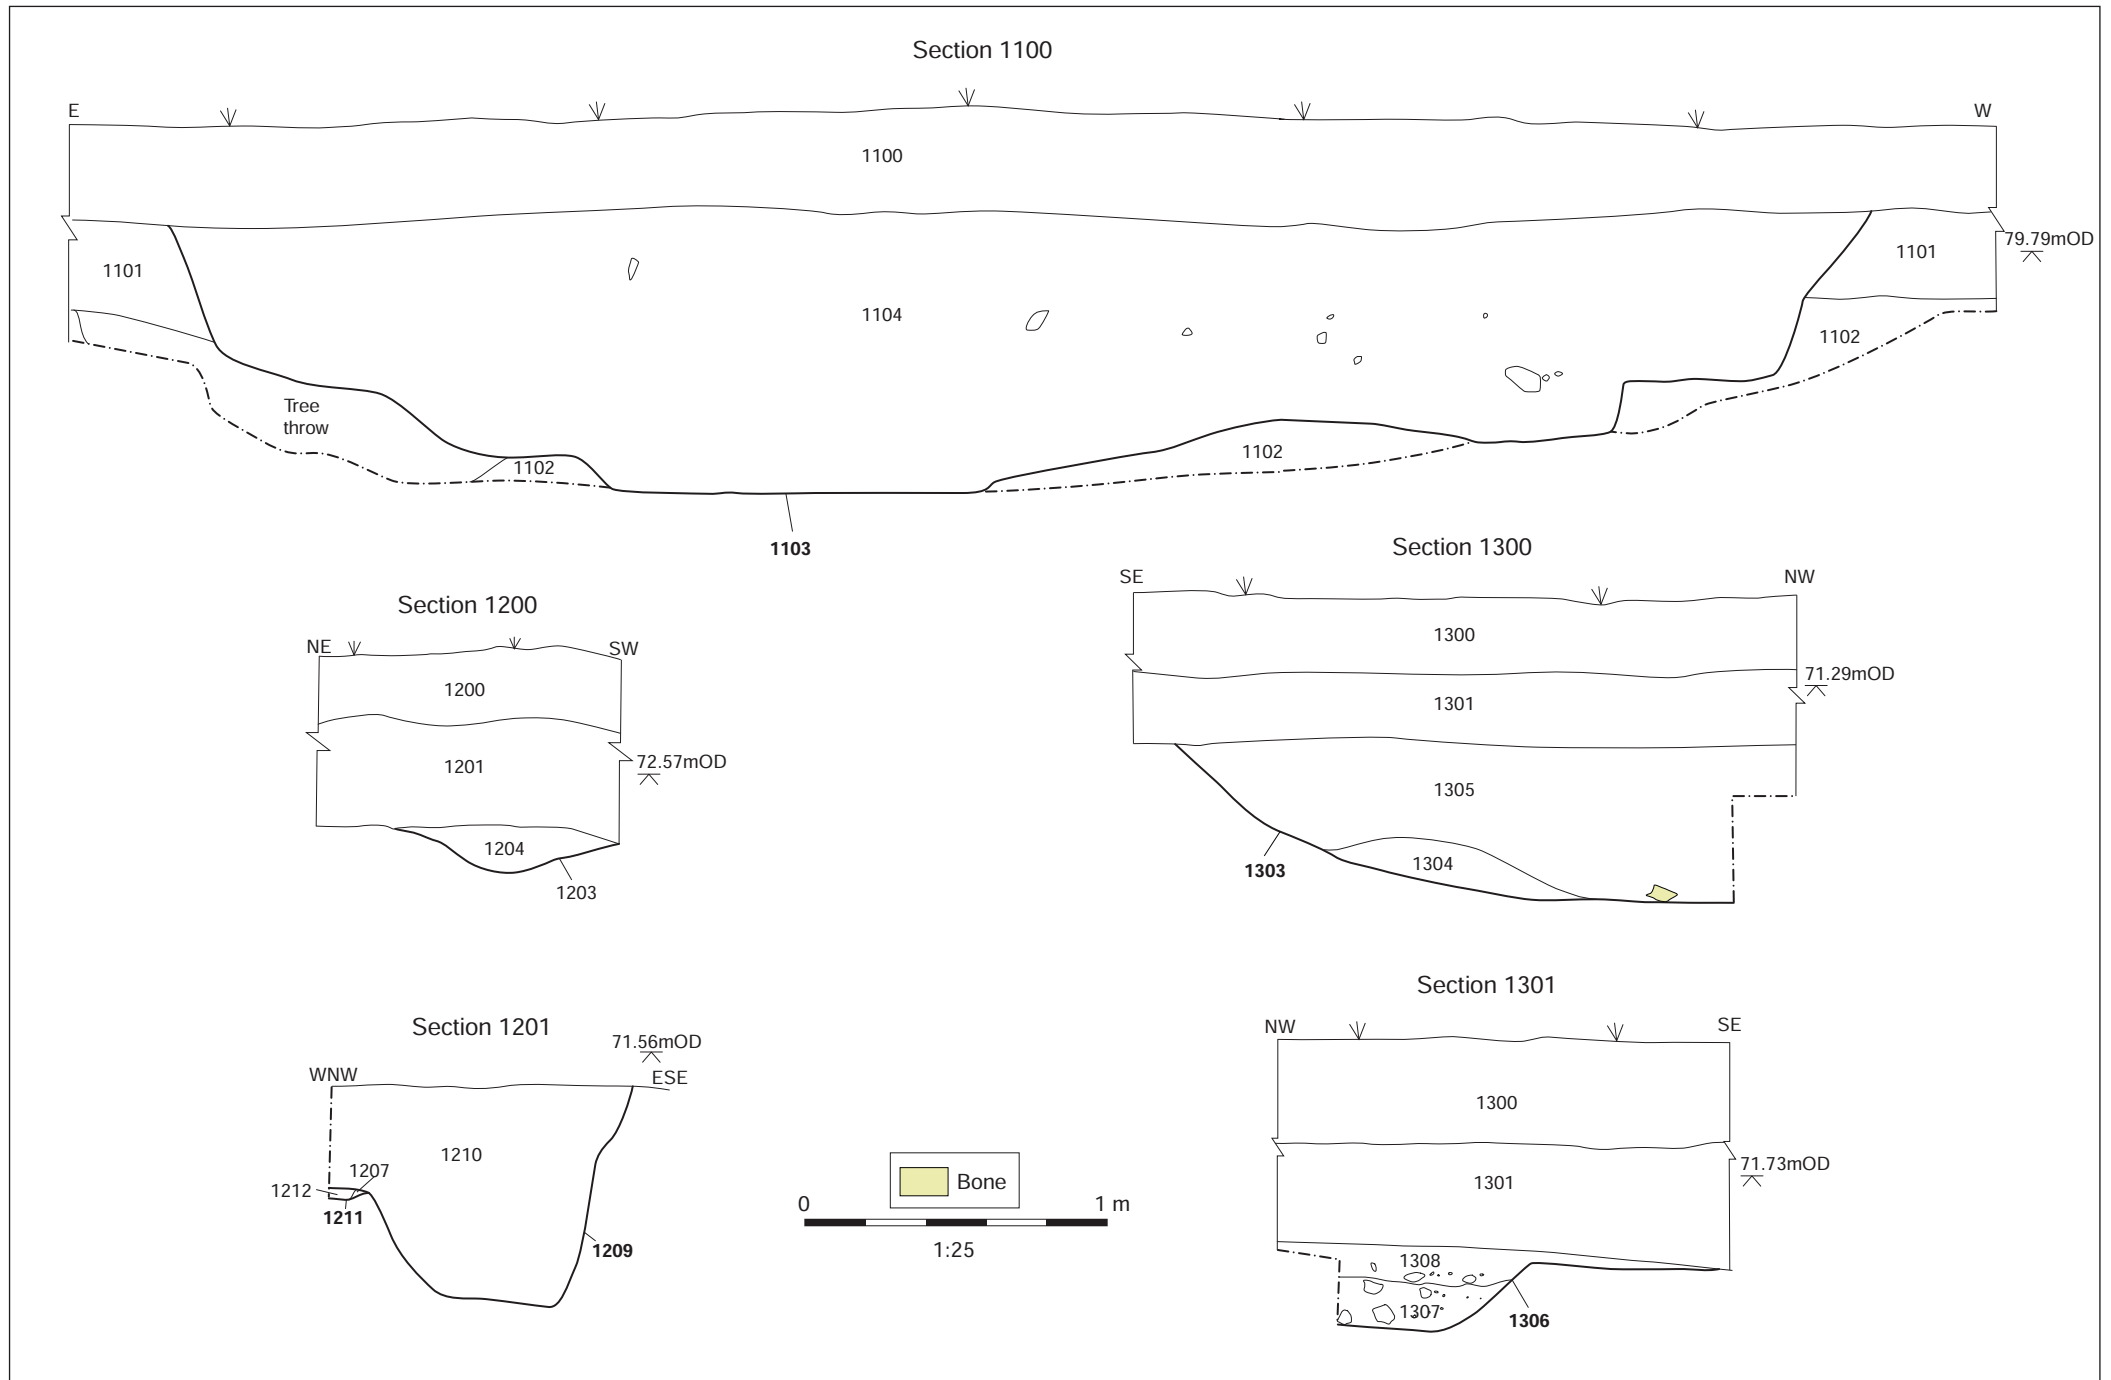 Section 1100
E
W
1100
79.79mOD
1101
1101
1104
1102
Tree
throw
1102
1102
1103
Section 1200
NE
SW
1200
1201
72.57mOD
1204
1203
Section 1300
SE
NW
1300
71.29mOD
1301
1305
1304
1303
Section 1201
71.56mOD
WNW
ESE
1210
1207
1212
1211
1209
Bone
0
1 m
1:25
Section 1301
NW
SE
1300
71.73mOD
1301
1308
1307
1306